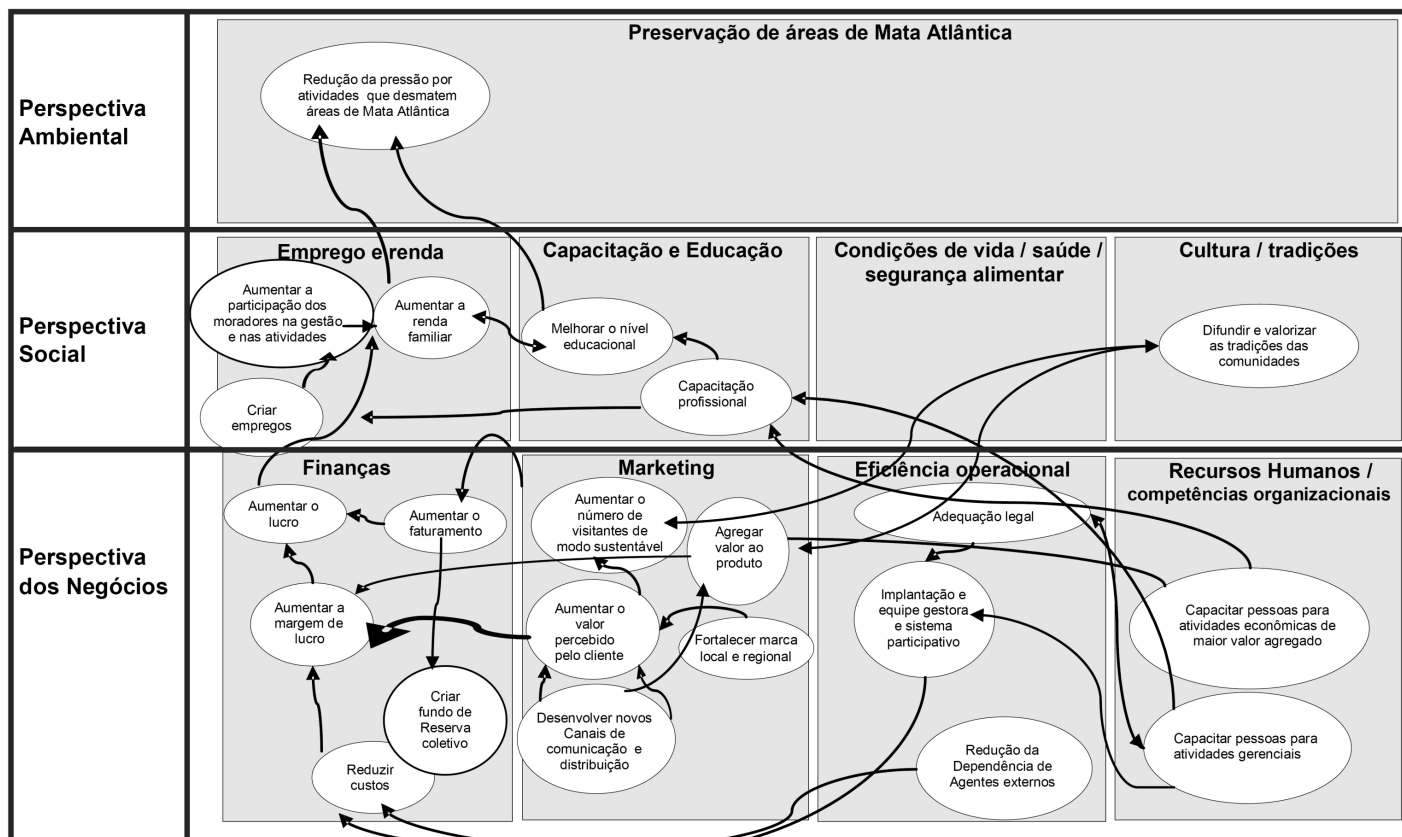 Preservação de áreas de Mata Atlântica
Perspectiva
Ambiental
Redução da pressão por
atividades que desmatem
áreas de Mata Atlântica
Perspectiva
Social
Emprego e renda
Aumentar a
participação dos
moradores na gestão
e nas atividades
Aumentar a
renda
familiar
Criar
empregos
Capacitação e Educação
Melhorar o nível
educacional
Capacitação
profissional
Condições de vida / saúde /
segurança alimentar
Cultura / tradições
Difundir e valorizar
as tradições das
comunidades
Perspectiva
dos Negócios
Finanças
Aumentar o
lucro
Aumentar o
faturamento
Aumentar a
margem de
lucro
Criar
fundo de
Reserva
coletivo
Reduzir
custos
Marketing
Aumentar o
número de
visitantes de
modo sustentável
Agregar
valor ao
produto
Aumentar o
valor
percebido
pelo cliente
Fortalecer marca
local e regional
Desenvolver novos
Canais de
comunicação e
distribuição
Eficiência operacional
Adequação legal
Implantação e
equipe gestora
e sistema
participativo
Redução da
Dependência de
Agentes externos
Recursos Humanos /
competências organizacionais
Capacitar pessoas para
atividades econômicas de
maior valor agregado
Capacitar pessoas para
atividades gerenciais